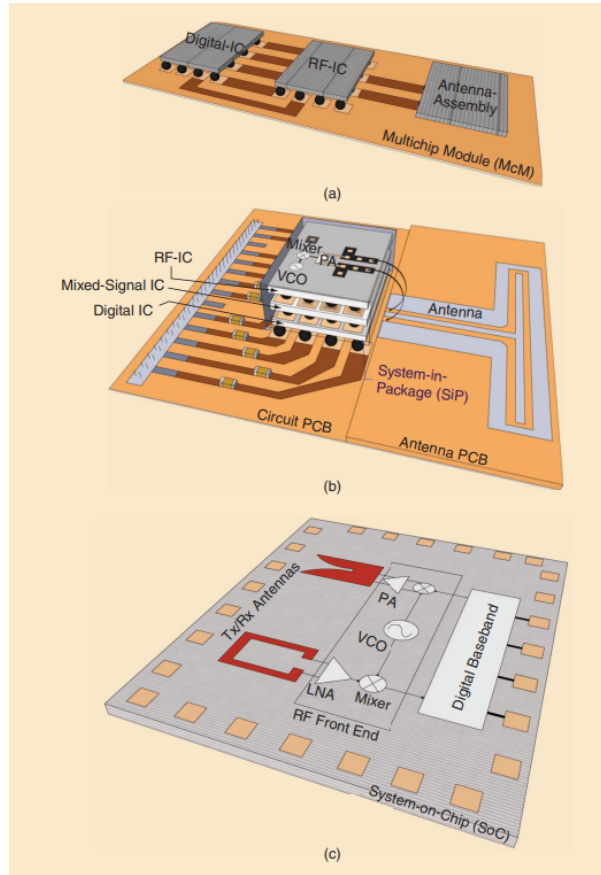 Digital-IC
RF-IC
Antenna-
Assembly
Multichip Module (McM)
(a)
RF-IC
Mixed-Signal IC
Digital IC
Mixer
PA
VCO
Antenna
System-in-
Package (SiP)
Circuit PCB
Antenna PCB
(b)
Tx/Rx Antennas
PA
VCO
LNA
Mixer
RF Front End
Digital Baseband
System-on-Chip (SoC)
(c)